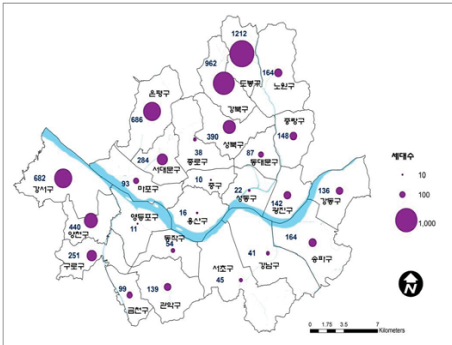 1212
962
도봉구
164
노원구
은평구
686
강북구
중랑구
148
390
성북구
38
종로구
284
서대문구
87
동대문구
682
강서구
93
마포구
10
중구
22
성동구
142
광진구
136
강동구
440
양천구
영등포구
11
16
용산구
동작구
54
164
송파구
251
구로구
서초구
45
41
강남구
99
금천구
139
관악구
세대수
10
100
1,000
N
0 1.75 3.5 7
Kilometers